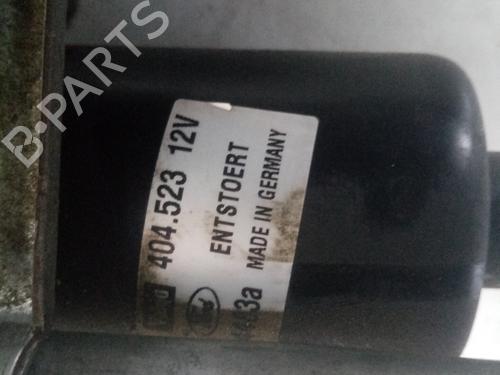 B-PARTS
404.523 12V
ENTSTOERT
MADE IN GERMANY